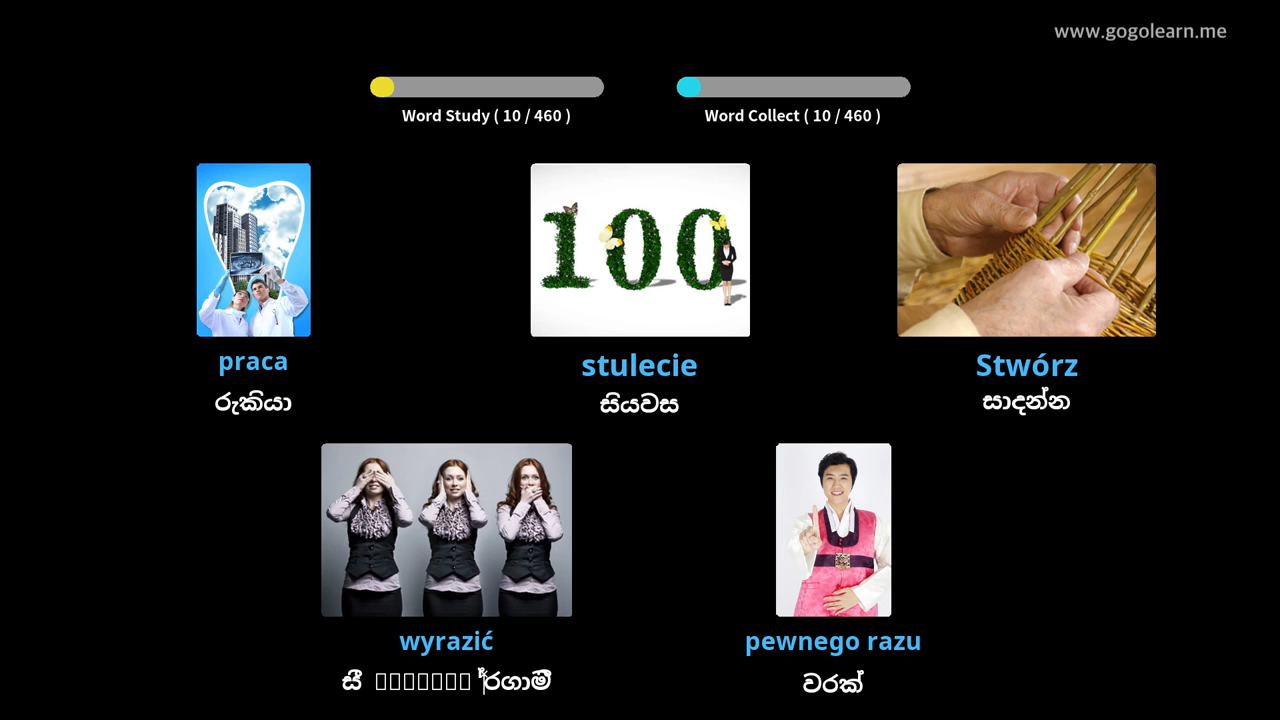 www.gogolearn.me
Word Study ( 10 / 460 )
Word Collect ( 10 / 460 )
praca
රුකියා
stulecie
සියවස
Stwórz
සාදන්න
wyrazić
pewnego razu
වරක්